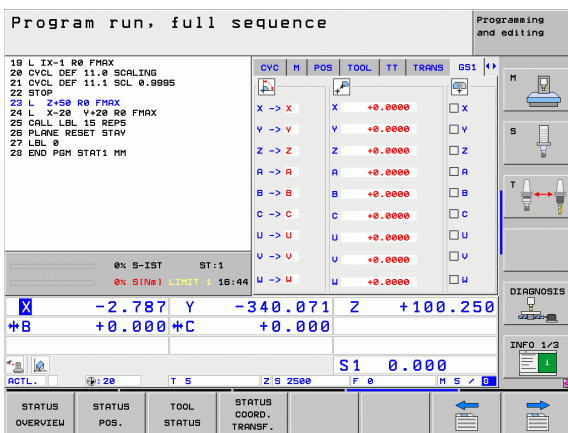 Program run, full sequence
Programming
and editing
19 L IX-1 R0 FMAX
20 CYCL DEF 11.0 SCALING
21 CYCL DEF 11.1 SCL 0.9995
22 STOP
23 L Z+50 R0 FMAX
24 L X-20 Y+20 R0 FMAX
25 CALL LBL 15 REP5
26 PLANE RESET STAY
27 LBL 0
28 END PGM STAT1 MM
CYC M POS TOOL TT TRANS GS1
X -> X X +0.0000 X
Y -> Y Y +0.0000 Y
Z -> Z Z +0.0000 Z
A -> A A +0.0000 A
B -> B B +0.0000 B
C -> C C +0.0000 C
U -> U U +0.0000 U
V -> V V +0.0000 V
W -> W W +0.0000 W
0% S-IST ST:1
0% S[Nm] LIMIT 1 16:44
X -2.787 Y -340.071 Z +100.250
B +0.000 C +0.000
S1 0.000
ACTL. :20 T 5 Z S 2500 F 0 M 5 / 8
M
S
T
DIAGNOSIS
INFO 1/3
STATUS
OVERVIEW
STATUS
POS.
TOOL
STATUS
STATUS
COORD.
TRANSF.